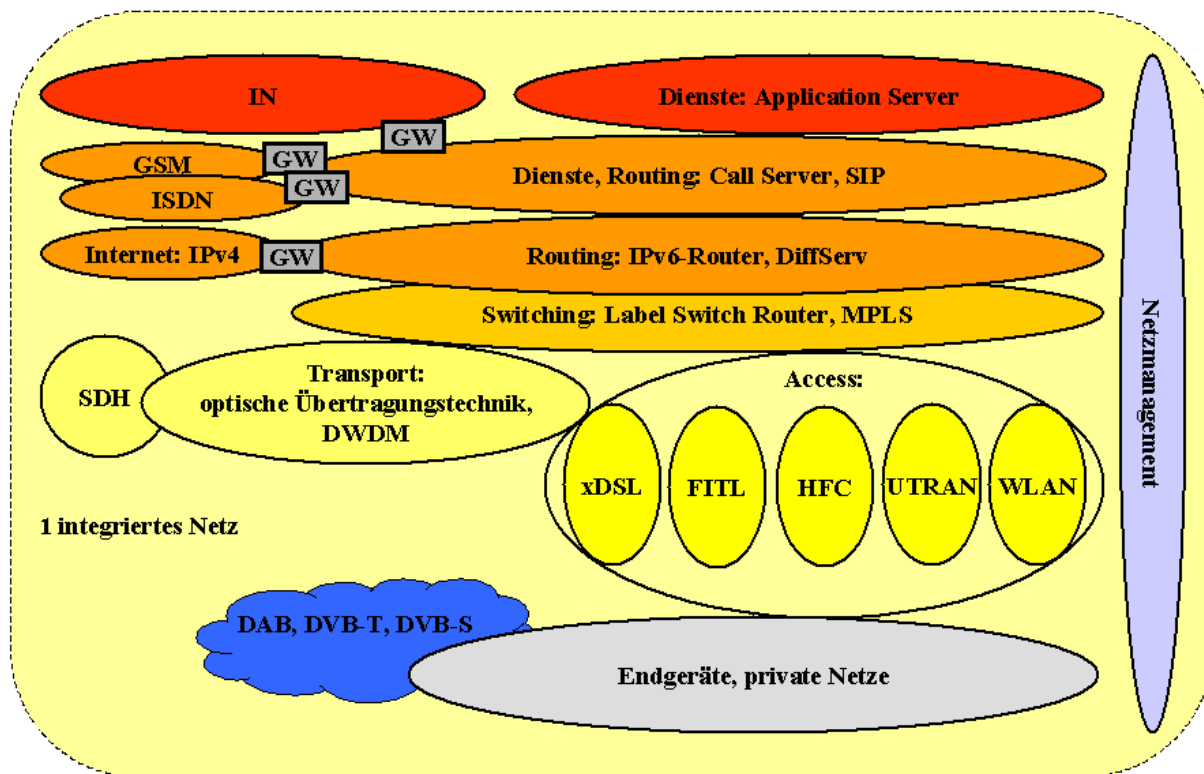 IN
Dienste: Application Server
GW
GSM
GW
Dienste, Routing: Call Server, SIP
ISDN
GW
Internet: IPv4
GW
Routing: IPv6-Router, DiffServ
Switching: Label Switch Router, MPLS
SDH
Transport:
optische Übertragungstechnik,
DWDM
Access:
xDSL
FITL
HFC
UTRAN
WLAN
1 integriertes Netz
DAB, DVB-T, DVB-S
Endgeräte, private Netze
Netzmanagement